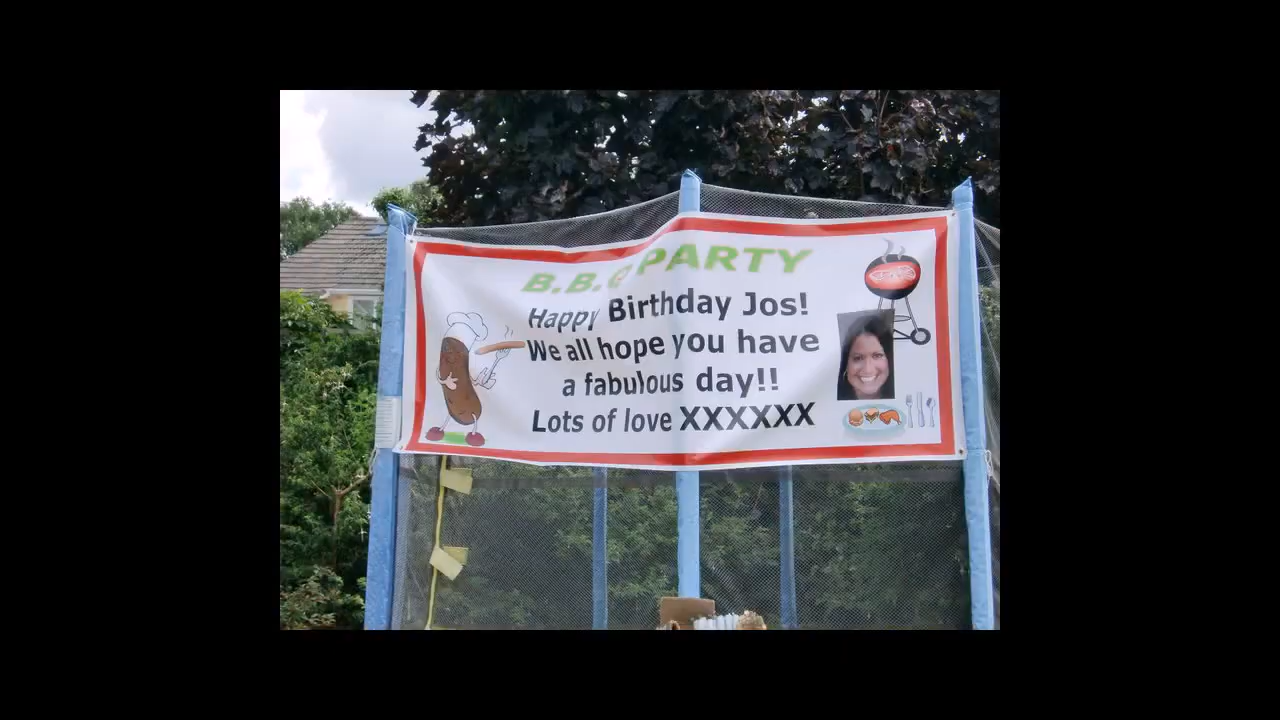 B.B.Q PARTY
Happy Birthday Jos!
We all hope you have
a fabulous day!!
Lots of love XXXXXX